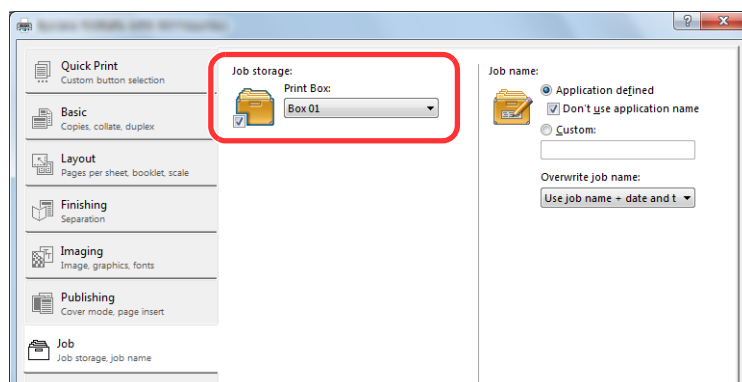 Quick Print
Custom button selection
Basic
Copies, collate, duplex
Layout
Pages per sheet, booklet, scale
Finishing
Separation
Imaging
Image, graphics, fonts
Publishing
Cover mode, page insert
Job
Job storage, job name
Job storage:
Print Box:
Box 01
Job name:
Application defined
Don't use application name
Custom:
Overwrite job name:
Use job name + date and t